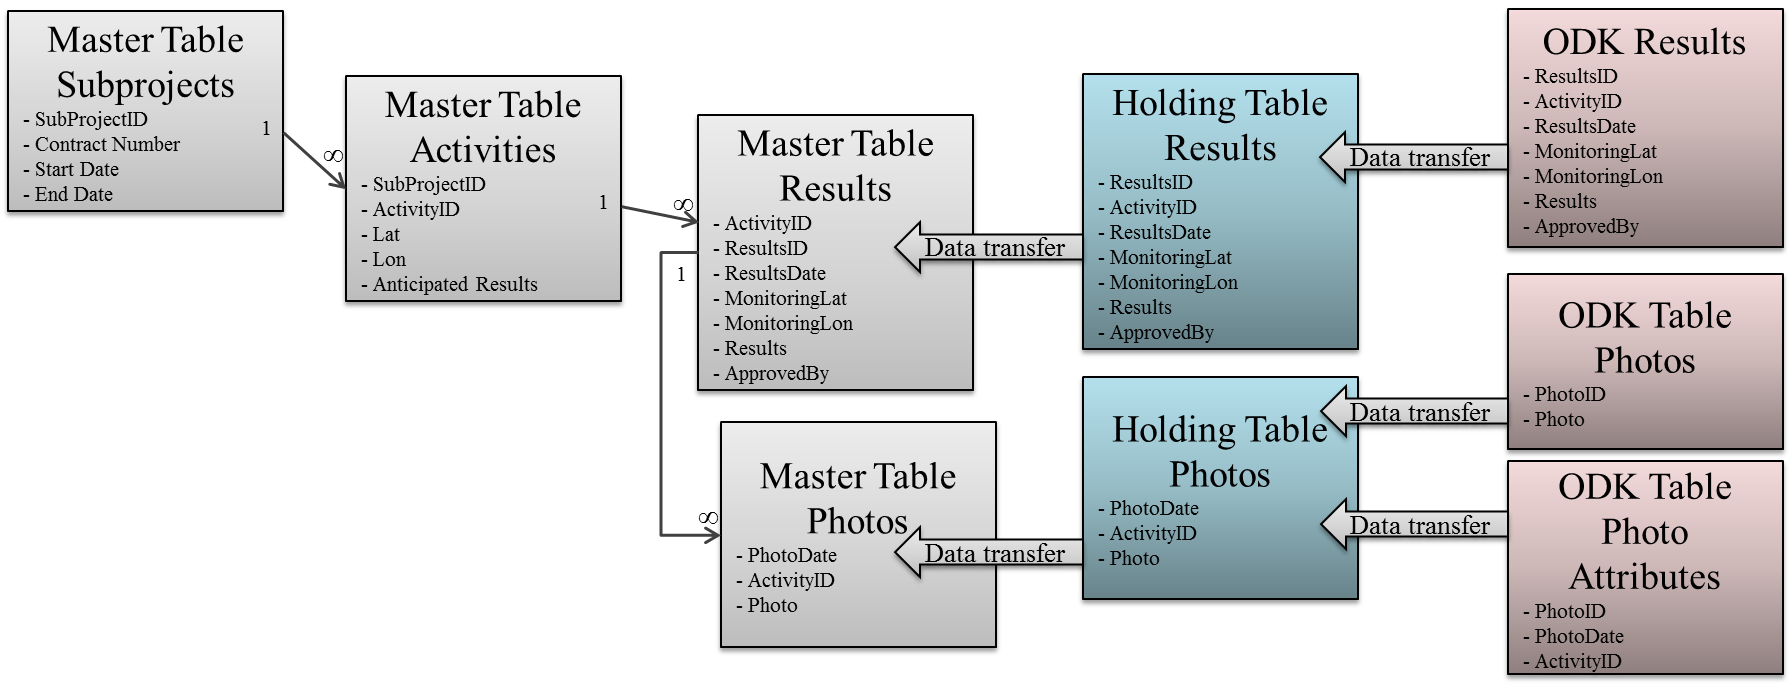 Master Table
Subprojects
- SubProjectID
- Contract Number
- Start Date
- End Date
1
∞
Master Table
Activities
- SubProjectID
- ActivityID
- Lat
- Lon
- Anticipated Results
1
∞
Master Table
Results
- ActivityID
- ResultsID
- ResultsDate
- MonitoringLat
- MonitoringLon
- Results
- ApprovedBy
1
∞
Master Table
Photos
- PhotoDate
- ActivityID
- Photo
Data transfer
Data transfer
Holding Table
Results
- ResultsID
- ActivityID
- ResultsDate
- MonitoringLat
- MonitoringLon
- Results
- ApprovedBy
Holding Table
Photos
- PhotoDate
- ActivityID
- Photo
Data transfer
Data transfer
Data transfer
ODK Results
- ResultsID
- ActivityID
- ResultsDate
- MonitoringLat
- MonitoringLon
- Results
- ApprovedBy
ODK Table
Photos
- PhotoID
- Photo
ODK Table
Photo
Attributes
- PhotoID
- PhotoDate
- ActivityID